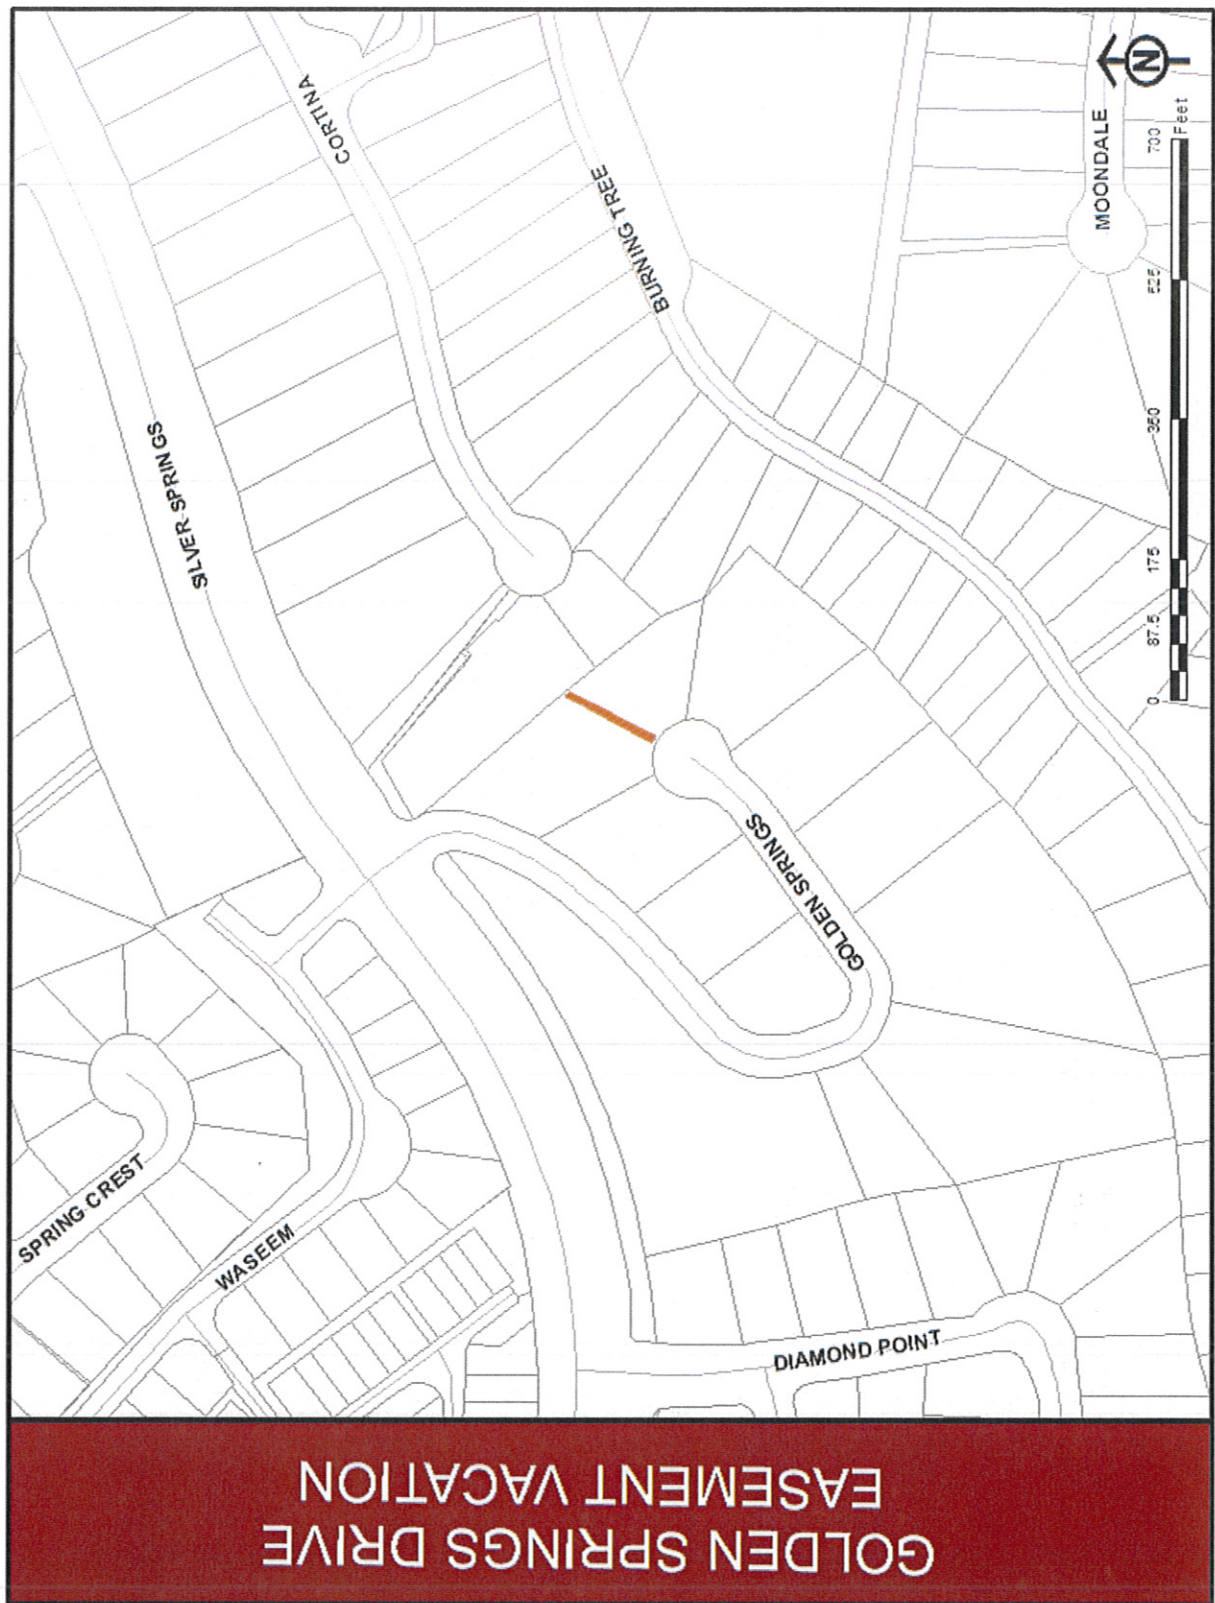 GOLDEN SPRINGS DRIVE
EASEMENT VACATION
SPRING CREST
WASEEM
SILVER SPRINGS
CORTINA
BURNING TREE
GOLDEN SPRINGS
DIAMOND POINT
MOONDALE
N
0 87.5 175 350 525 700
Feet